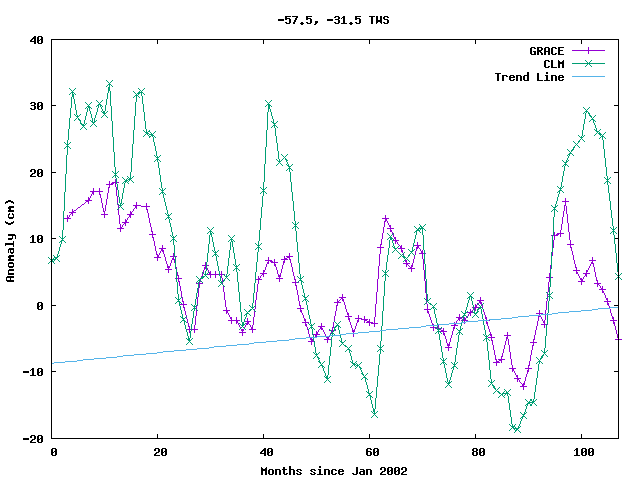 -57.5, -31.5 TWS
GRACE
CLM
Trend Line
40
30
20
10
0
-10
-20
Anomaly (cm)
0 20 40 60 80 100
Months since Jan 2002